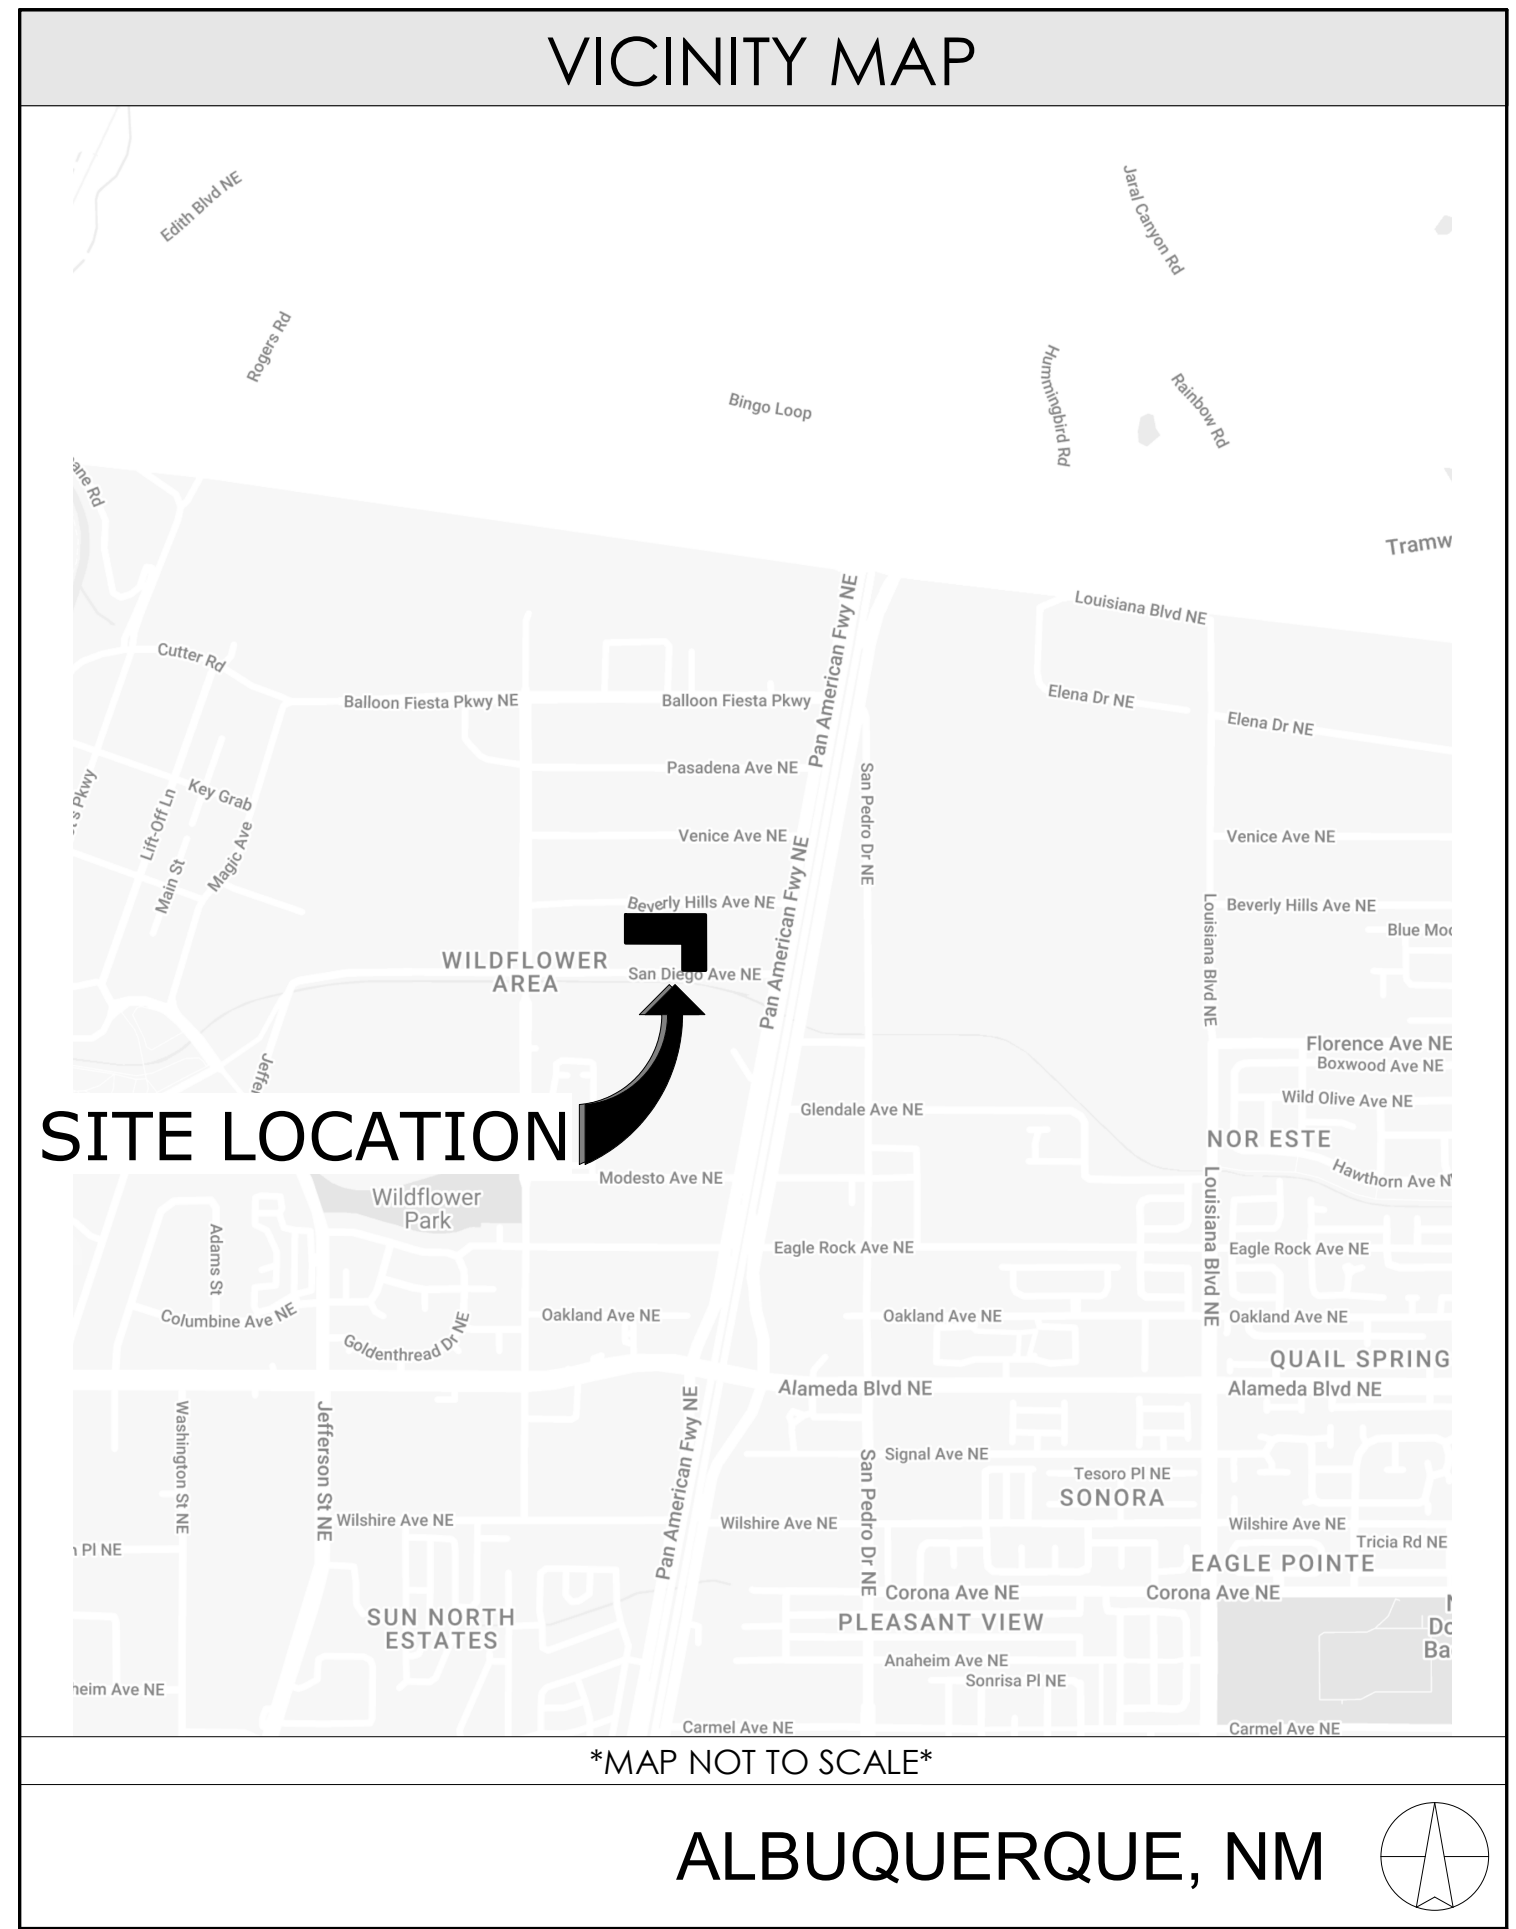 VICINITY MAP
Edith Blvd NE
Jaral Canyon Rd
Rogers Rd
Bingo Loop
Hummingbird Rd
Rainbow Rd
ane Rd
Tramw
Pan American Fwy NE
Louisiana Blvd NE
Cutter Rd
Balloon Fiesta Pkwy NE
Balloon Fiesta Pkwy
Elena Dr NE
Elena Dr NE
Pasadena Ave NE
San Pedro Dr NE
s Pkwy
Lift-Off Ln
Key Grab
Main St
Magic Ave
Venice Ave NE
Venice Ave NE
Pan American Fwy NE
Beverly Hills Ave NE
Louisiana Blvd NE
Beverly Hills Ave NE
Blue Moo
WILDFLOWER
AREA
San Diego Ave NE
Florence Ave NE
Boxwood Ave NE
Jeffe
Wild Olive Ave NE
SITE LOCATION
Glendale Ave NE
NOR ESTE
Hawthorn Ave N
Modesto Ave NE
Louisiana Blvd NE
Wildflower
Park
Adams St
Eagle Rock Ave NE
Eagle Rock Ave NE
Columbine Ave NE
Goldenthread Dr NE
Oakland Ave NE
Oakland Ave NE
Oakland Ave NE
QUAIL SPRING
Alameda Blvd NE
Alameda Blvd NE
Washington St NE
Jefferson St NE
Pan American Fwy NE
San Pedro Dr NE
Signal Ave NE
Tesoro Pl NE
SONORA
Wilshire Ave NE
Wilshire Ave NE
Wilshire Ave NE
Tricia Rd NE
Pl NE
EAGLE POINTE
Corona Ave NE
Corona Ave NE
SUN NORTH
ESTATES
PLEASANT VIEW
Do
Ba
Anaheim Ave NE
Sonrisa Pl NE
heim Ave NE
Carmel Ave NE
Carmel Ave NE
*MAP NOT TO SCALE*
ALBUQUERQUE, NM